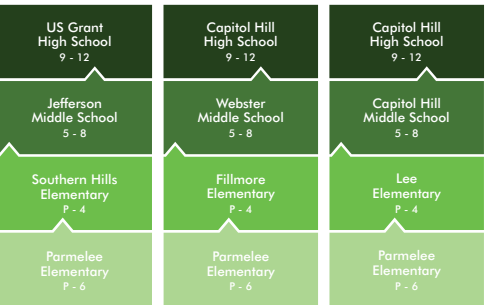 US Grant
High School
9 - 12
Jefferson
Middle School
5 - 8
Southern Hills
Elementary
P - 4
Parmelee
Elementary
P - 6
Capitol Hill
High School
9 - 12
Webster
Middle School
5 - 8
Fillmore
Elementary
P - 4
Parmelee
Elementary
P - 6
Capitol Hill
High School
9 - 12
Capitol Hill
Middle School
5 - 8
Lee
Elementary
P - 4
Parmelee
Elementary
P - 6